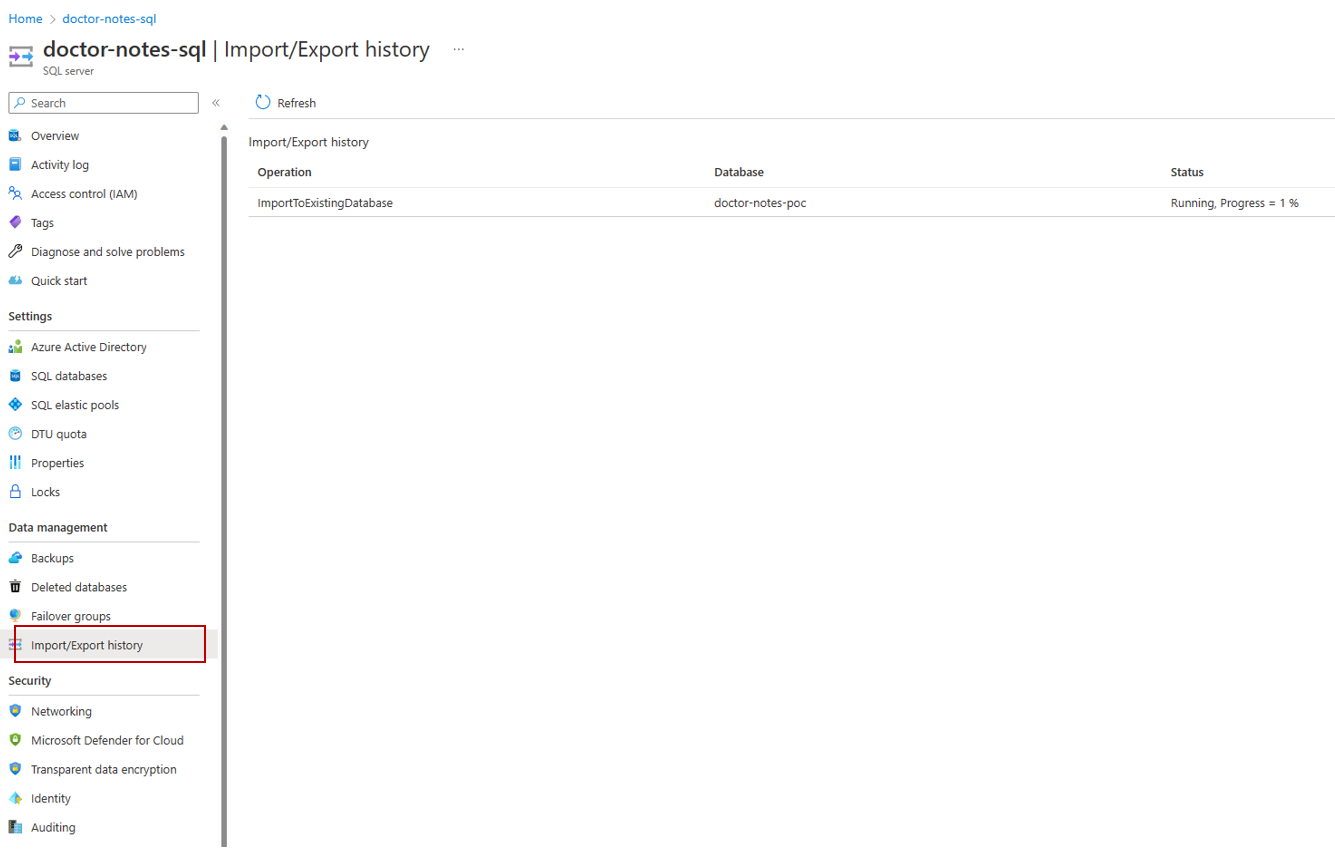 Home > doctor-notes-sql
doctor-notes-sql | Import/Export history ...
SQL server
Search «
Overview
Activity log
Access control (IAM)
Tags
Diagnose and solve problems
Quick start
Settings
Azure Active Directory
SQL databases
SQL elastic pools
DTU quota
Properties
Locks
Data management
Backups
Deleted databases
Failover groups
Import/Export history
Security
Networking
Microsoft Defender for Cloud
Transparent data encryption
Identity
Auditing
Refresh
Import/Export history
Operation Database Status
ImportToExistingDatabase doctor-notes-poc Running, Progress = 1 %